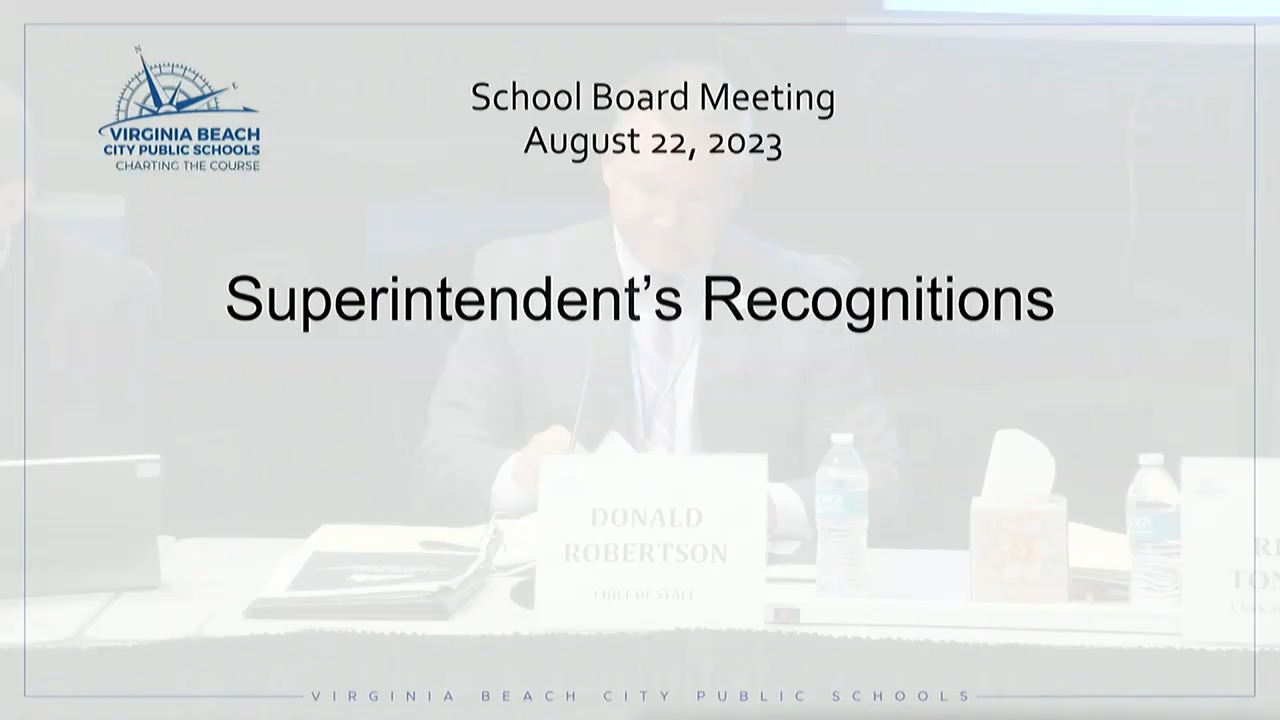 N
E
VIRGINIA BEACH
CITY PUBLIC SCHOOLS
CHARTING THE COURSE
School Board Meeting
August 22, 2023
Superintendent’s Recognitions
DONALD
ROBERTSON
CHIEF OF STAFF
VIRGINIA BEACH CITY PUBLIC SCHOOLS